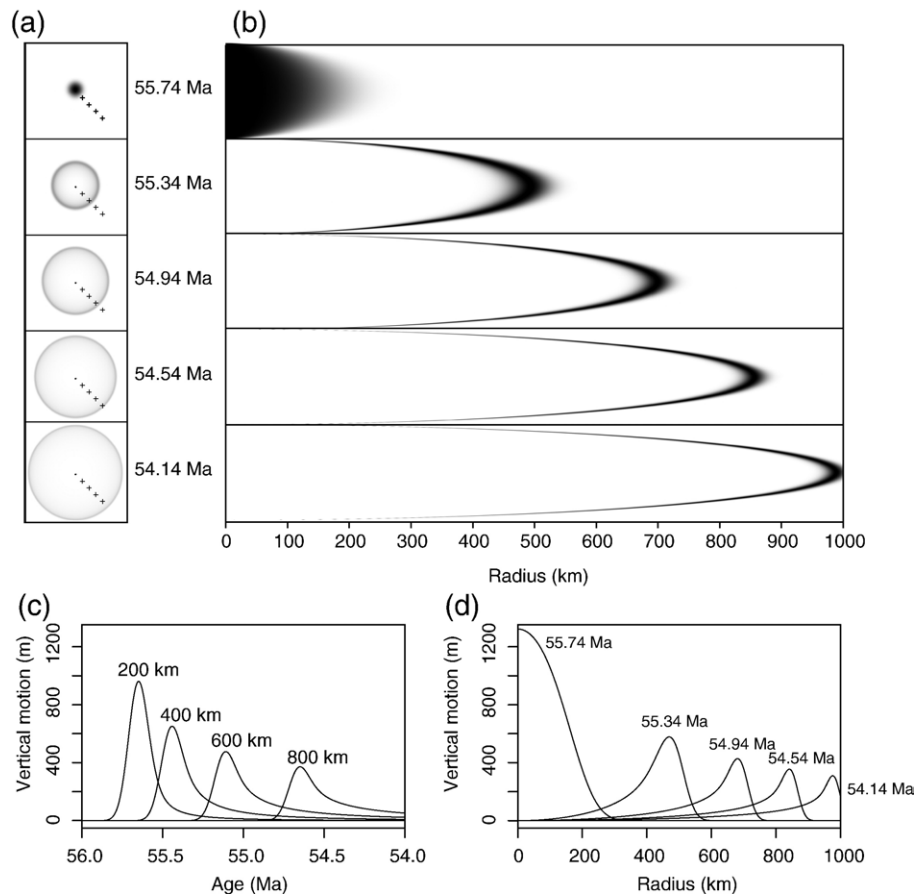 (a)
(b)
55.74 Ma
55.34 Ma
54.94 Ma
54.54 Ma
54.14 Ma
0 100 200 300 400 500 600 700 800 900 1000
Radius (km)
(c)
Vertical motion (m)
0 400 800 1200
200 km
400 km
600 km
800 km
56.0 55.5 55.0 54.5 54.0
Age (Ma)
(d)
Vertical motion (m)
0 400 800 1200
55.74 Ma
55.34 Ma
54.94 Ma
54.54 Ma
54.14 Ma
0 200 400 600 800 1000
Radius (km)